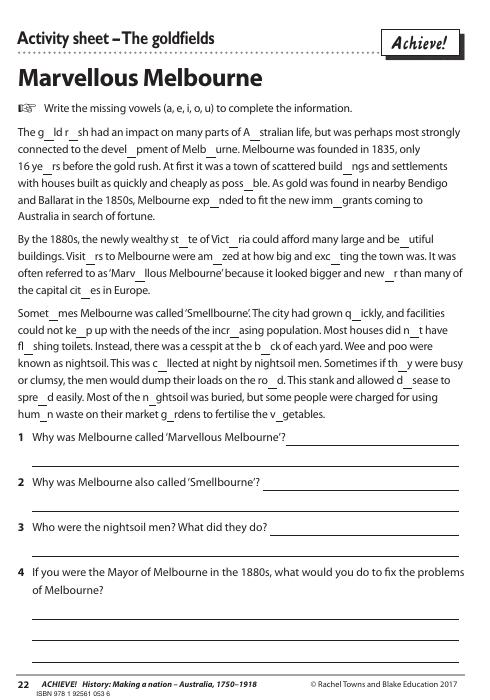 Activity sheet – The goldfields
Achieve!
Marvellous Melbourne
☞ Write the missing vowels (a, e, i, o, u) to complete the information.
The g_ld r_sh had an impact on many parts of A_stralian life, but was perhaps most strongly
connected to the devel_pment of Melb_urne. Melbourne was founded in 1835, only
16 ye_rs before the gold rush. At first it was a town of scattered build_ngs and settlements
with houses built as quickly and cheaply as poss_ble. As gold was found in nearby Bendigo
and Ballarat in the 1850s, Melbourne exp_nded to fit the new imm_grants coming to
Australia in search of fortune.
By the 1880s, the newly wealthy st_te of Vict_ria could afford many large and be_utiful
buildings. Visit_rs to Melbourne were am_zed at how big and exc_ting the town was. It was
often referred to as 'Marv_llous Melbourne' because it looked bigger and new_r than many of
the capital cit_es in Europe.
Somet_mes Melbourne was called 'Smellbourne'. The city had grown q_ickly, and facilities
could not ke_p up with the needs of the incr_asing population. Most houses did n_t have
fl_shing toilets. Instead, there was a cesspit at the b_ck of each yard. Wee and poo were
known as nightsoil. This was c_llected at night by nightsoil men. Sometimes if th_y were busy
or clumsy, the men would dump their loads on the ro_d. This stank and allowed d_sease to
spre_d easily. Most of the n_ghtsoil was buried, but some people were charged for using
hum_n waste on their market g_rdens to fertilise the v_getables.
1 Why was Melbourne called 'Marvellous Melbourne'?
2 Why was Melbourne also called 'Smellbourne'?
3 Who were the nightsoil men? What did they do?
4 If you were the Mayor of Melbourne in the 1880s, what would you do to fix the problems
of Melbourne?
22 ACHIEVE! History: Making a nation – Australia, 1750–1918 © Rachel Towns and Blake Education 2017
ISBN 978 1 92561 053 6